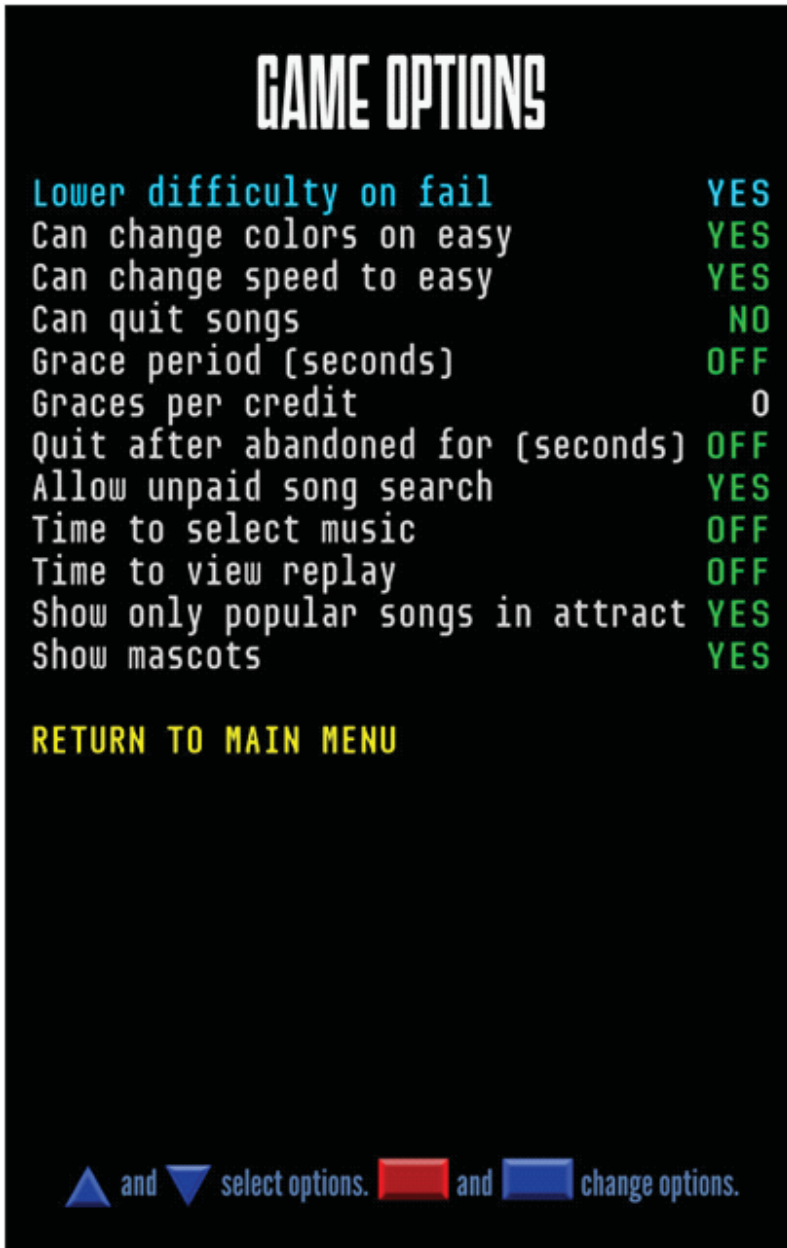 GAME OPTIONS
Lower difficulty on fail YES
Can change colors on easy YES
Can change speed to easy YES
Can quit songs NO
Grace period (seconds) OFF
Graces per credit 0
Quit after abandoned for (seconds) OFF
Allow unpaid song search YES
Time to select music OFF
Time to view replay OFF
Show only popular songs in attract YES
Show mascots YES
RETURN TO MAIN MENU
and select options. and change options.